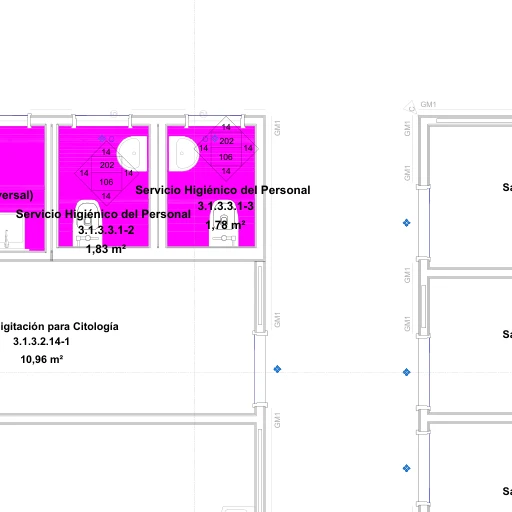 GM1
GM1
GM1
14
202
14
14
106
14
14
202
14
14
106
14
GM1
Servicio Higiénico del Personal
3.1.3.3.1-3
1,78 m²
Servicio Higiénico del Personal
3.1.3.3.1-2
1,83 m²
versal)
Sa
GM1
GM1
GM1
igitación para Citología
3.1.3.2.14-1
10,96 m²
Sa
GM1
Sa